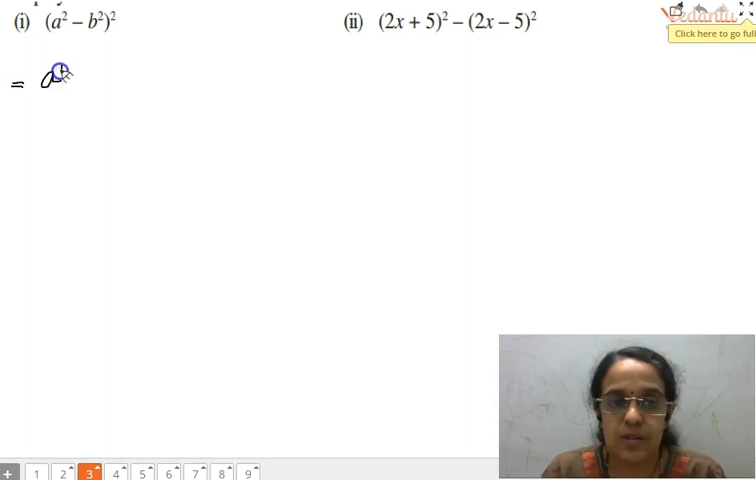 (i) (a² − b²)² (ii) (2x + 5)² − (2x − 5)²
Vedantu
Click here to go full
= a
+ 1 2 3 4 5 6 7 8 9